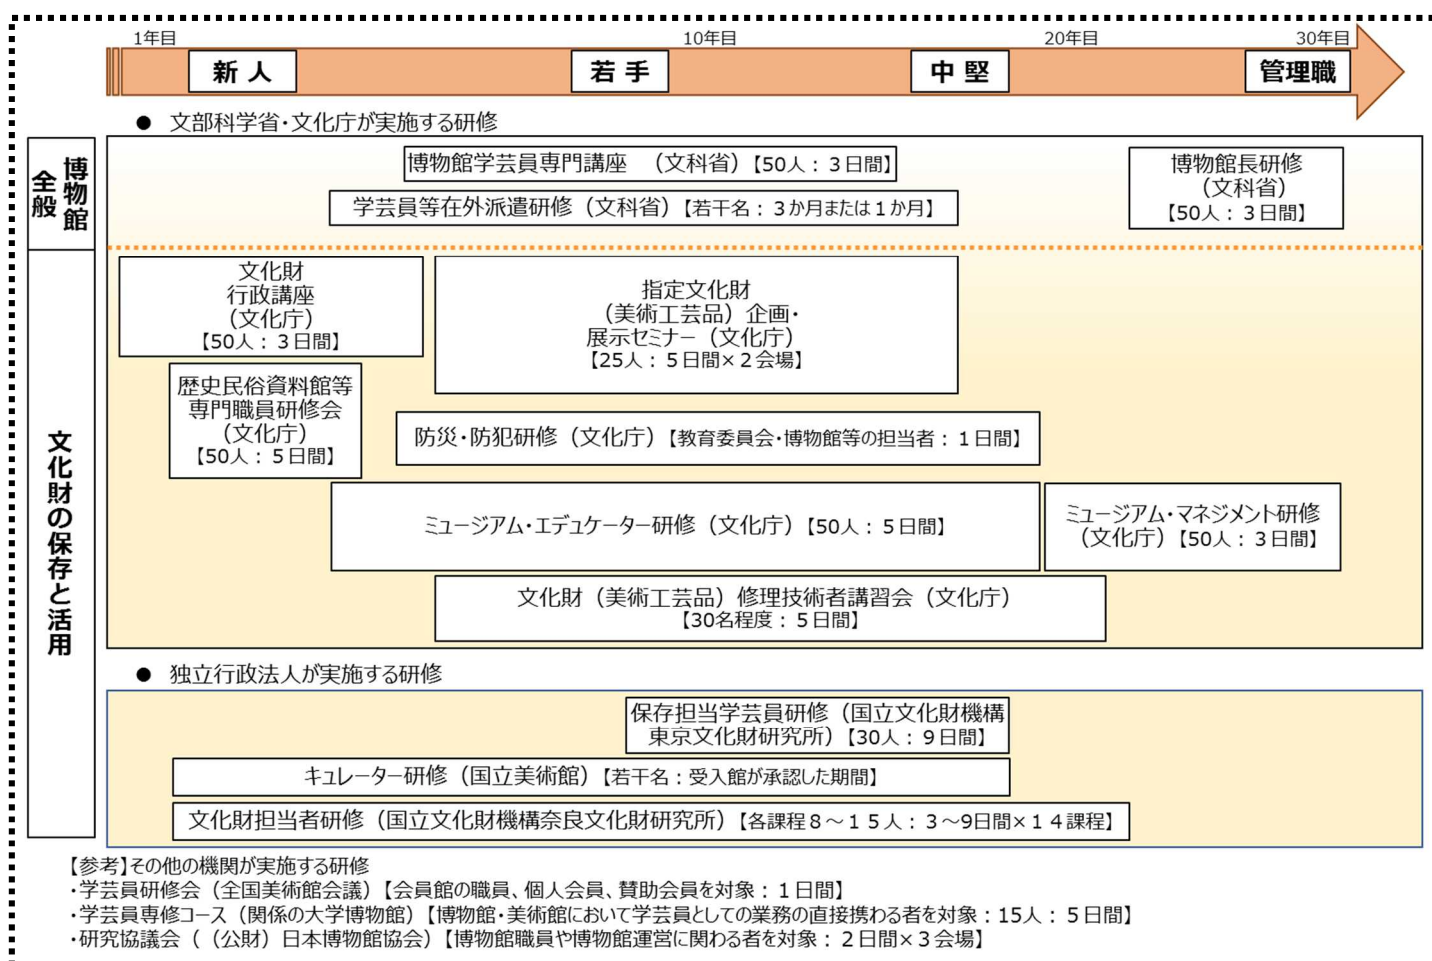 1年目
10年目
20年目
30年目
新 人
若 手
中 堅
管理職
● 文部科学省・文化庁が実施する研修
博物館
全般
博物館学芸員専門講座 （文科省）【50人：３日間】
学芸員等在外派遣研修（文科省）【若干名：３か月または１か月】
博物館長研修
（文科省）
【50人：３日間】
文化財の保存と活用
文化財
行政講座
（文化庁）
【50人：３日間】
指定文化財
（美術工芸品）企画・
展示セミナー（文化庁）
【25人：５日間×２会場】
歴史民俗資料館等
専門職員研修会
（文化庁）
【50人：５日間】
防災・防犯研修（文化庁）【教育委員会・博物館等の担当者：１日間】
ミュージアム・エデュケーター研修（文化庁）【50人：５日間】
ミュージアム・マネジメント研修
（文化庁）【50人：３日間】
文化財（美術工芸品）修理技術者講習会（文化庁）
【30名程度：５日間】
● 独立行政法人が実施する研修
保存担当学芸員研修（国立文化財機構
東京文化財研究所）【30人：９日間】
キュレーター研修（国立美術館）【若干名：受入館が承認した期間】
文化財担当者研修（国立文化財機構奈良文化財研究所）【各課程８～１５人：３～９日間×１４課程】
【参考】その他の機関が実施する研修
・学芸員研修会（全国美術館会議）【会員館の職員、個人会員、賛助会員を対象：１日間】
・学芸員専修コース（関係の大学博物館）【博物館・美術館において学芸員としての業務の直接携わる者を対象：15人：５日間】
・研究協議会（（公財）日本博物館協会）【博物館職員や博物館運営に関わる者を対象：２日間×３会場】